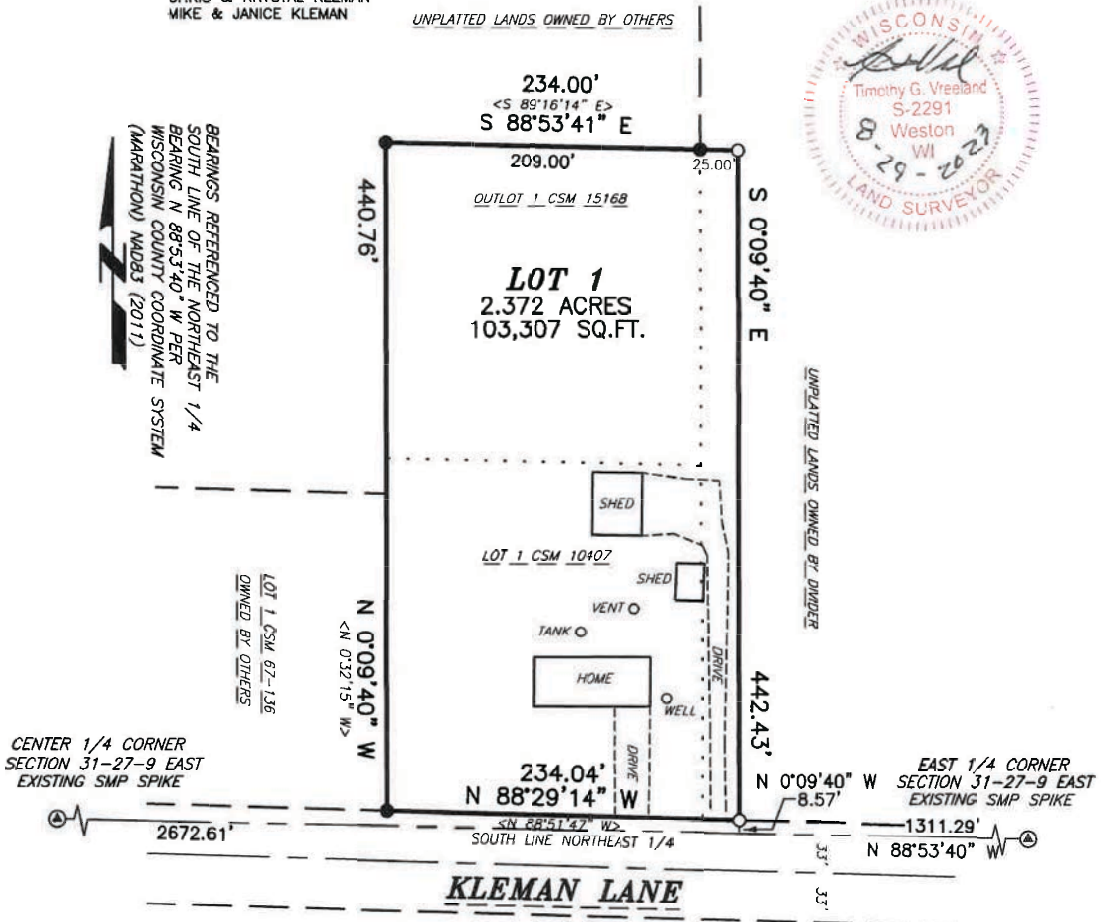 MIKE & JANICE KLEMAN
UNPLATTED LANDS OWNED BY OTHERS
WISCONSIN
Timothy G. Vreeland
S-2291
Weston
WI
8-29-2023
LAND SURVEYOR
234.00'
<S 89°16'14" E>
S 88°53'41" E
209.00'
25.00'
OUTLOT 1 CSM 15168
440.76'
S 0°09'40" E
LOT 1
2.372 ACRES
103,307 SQ.FT.
BEARINGS REFERENCED TO THE
SOUTH LINE OF THE NORTHEAST 1/4
BEARING N 88°53'40" W PER
WISCONSIN COUNTY COORDINATE SYSTEM
(MARATHON) NAD83 (2011)
N
UNPLATTED LANDS OWNED BY DIVIDER
SHED
LOT 1 CSM 10407
SHED
VENT
TANK
HOME
WELL
DRIVE
DRIVE
LOT 1 CSM 67-136
OWNED BY OTHERS
N 0°09'40" W
<N 0°32'15" W>
442.43'
CENTER 1/4 CORNER
SECTION 31-27-9 EAST
EXISTING SMP SPIKE
2672.61'
234.04'
N 88°29'14" W
<N 88°51'47" W>
SOUTH LINE NORTHEAST 1/4
N 0°09'40" W
8.57'
EAST 1/4 CORNER
SECTION 31-27-9 EAST
EXISTING SMP SPIKE
1311.29'
N 88°53'40" W
33'
33'
KLEMAN LANE